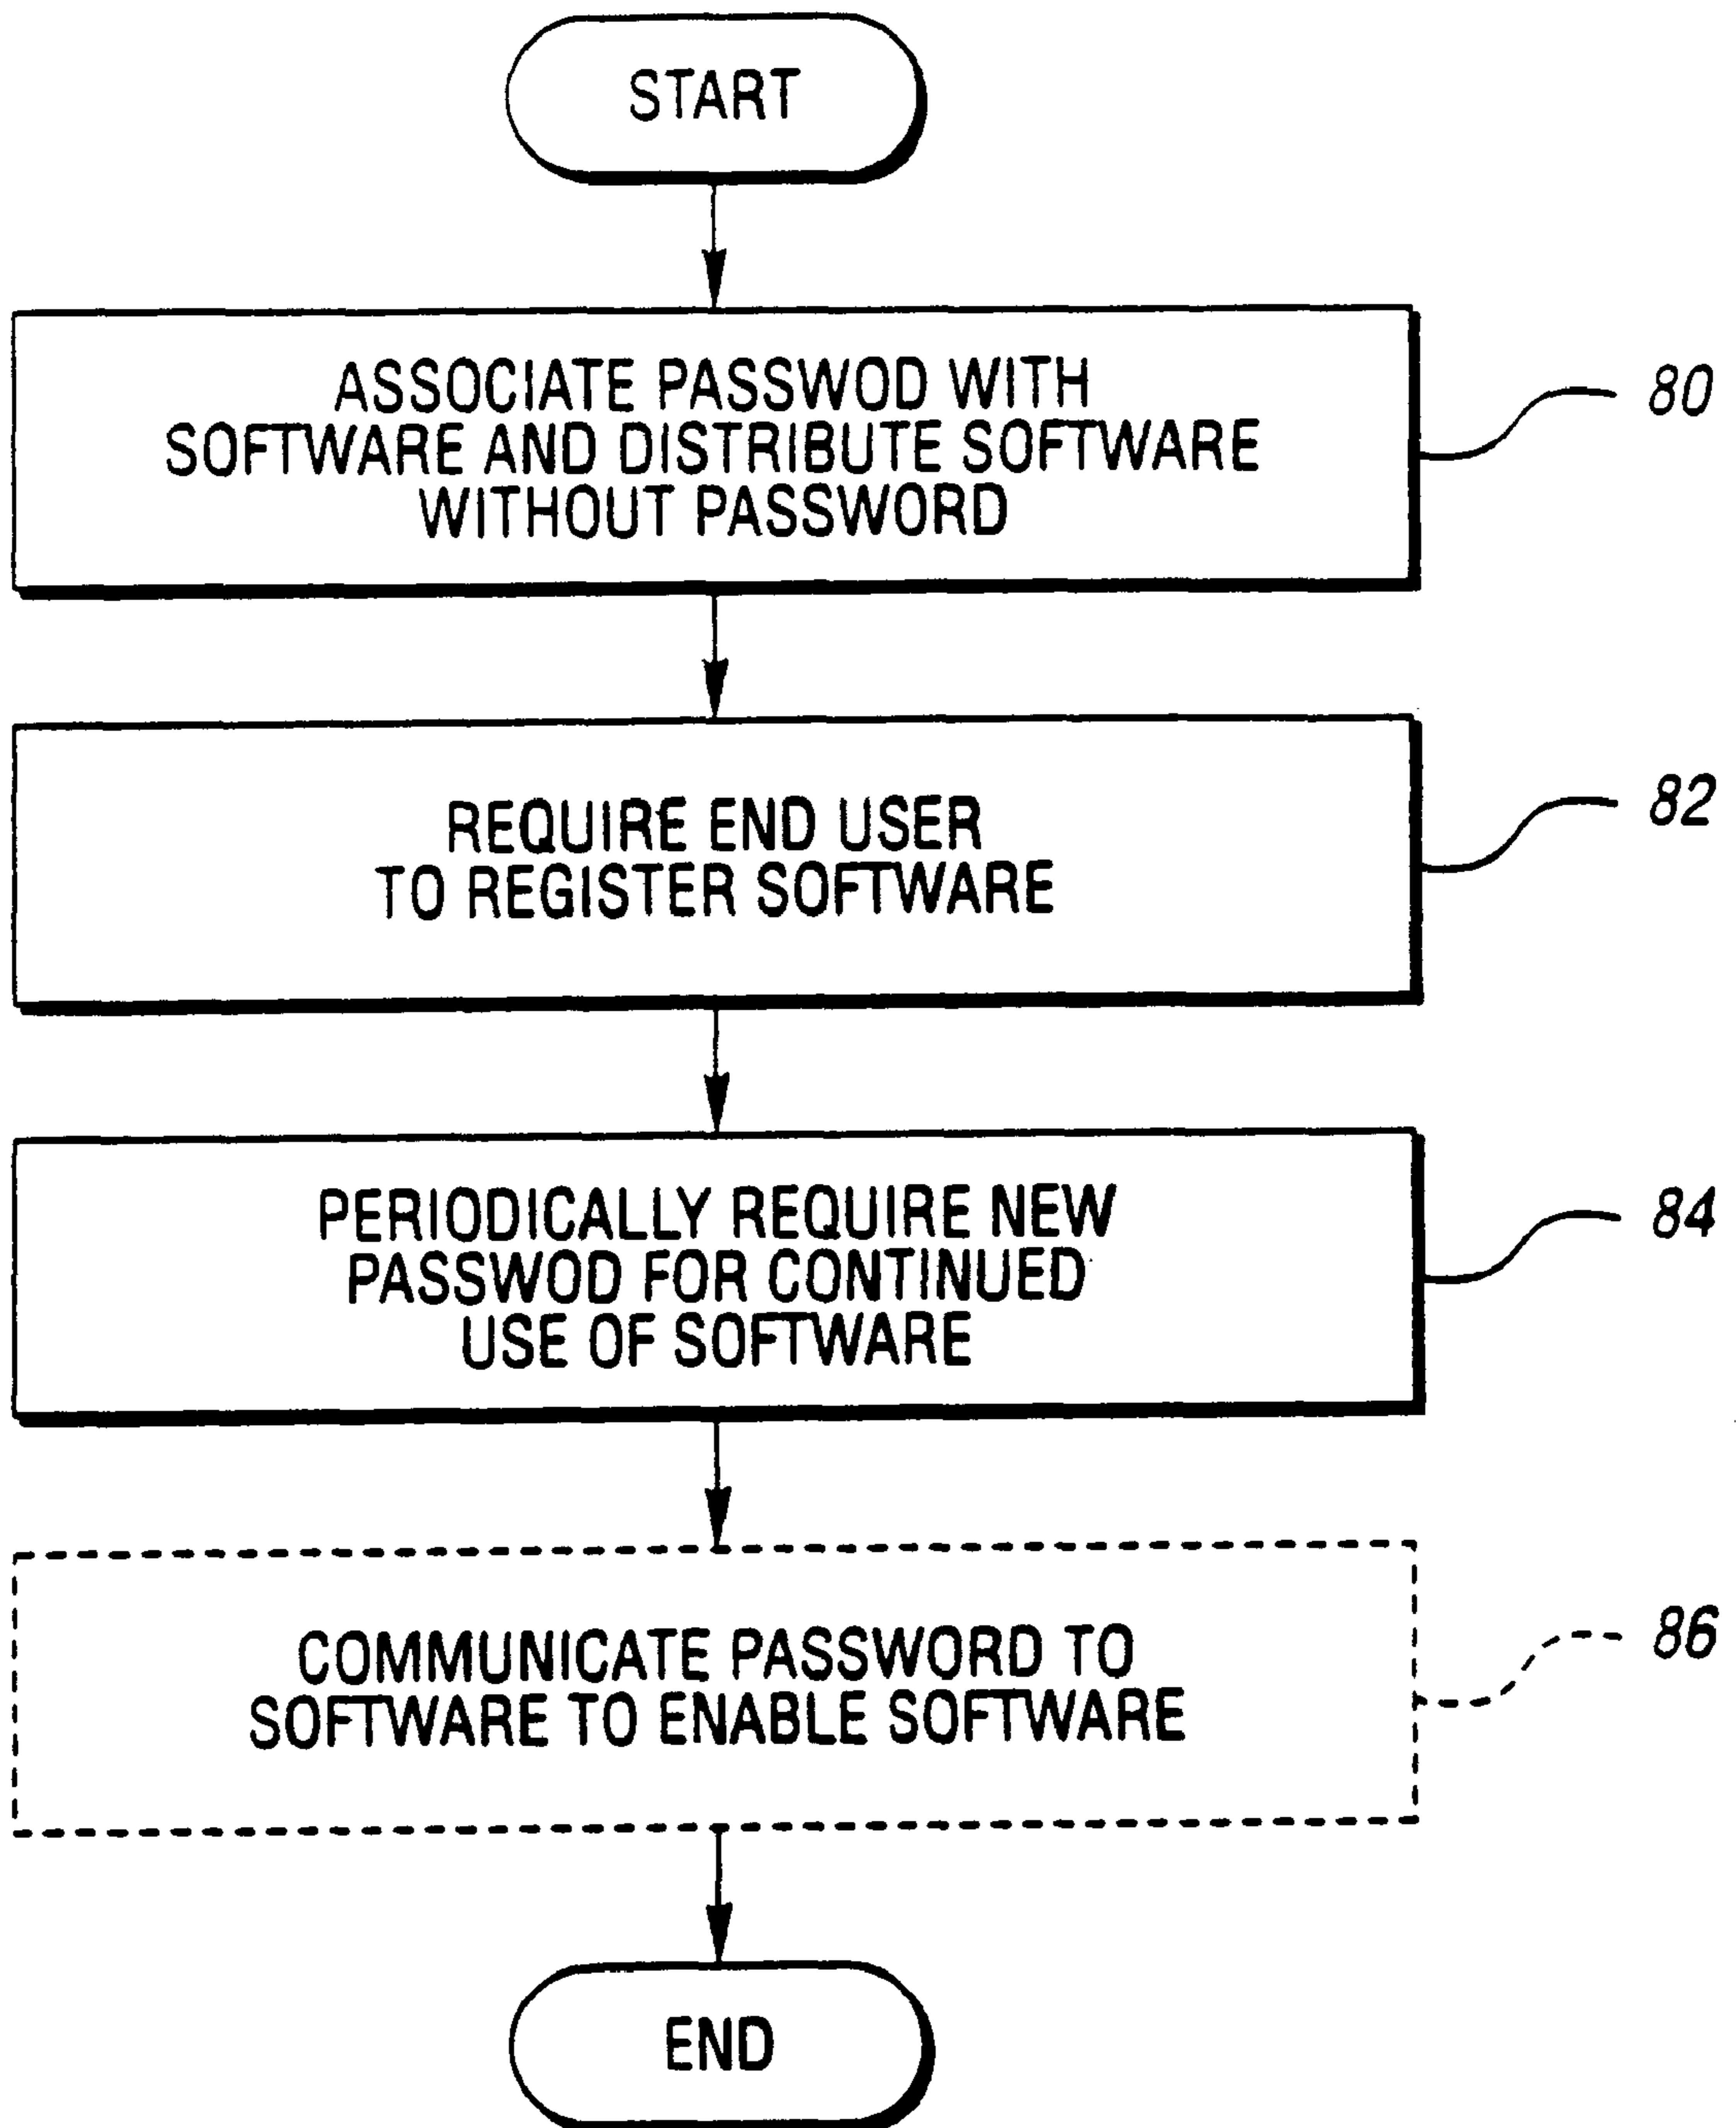 START
ASSOCIATE PASSWOD WITH
SOFTWARE AND DISTRIBUTE SOFTWARE
WITHOUT PASSWORD
80
REQUIRE END USER
TO REGISTER SOFTWARE
82
PERIODICALLY REQUIRE NEW
PASSWOD FOR CONTINUED
USE OF SOFTWARE
84
COMMUNICATE PASSWORD TO
SOFTWARE TO ENABLE SOFTWARE
86
END